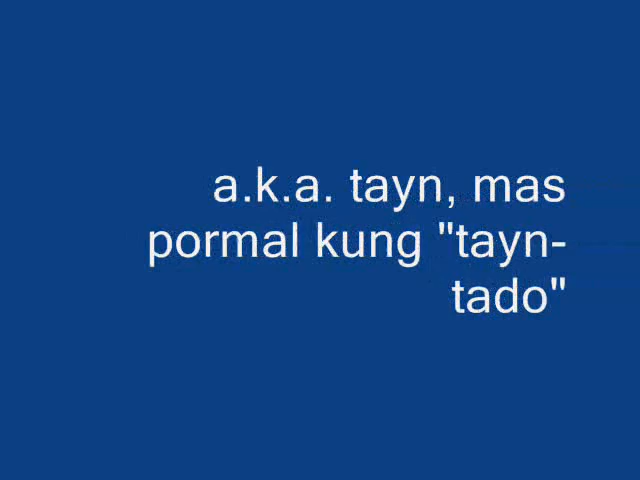 a.k.a. tayn, mas
pormal kung "tayn-
tado"